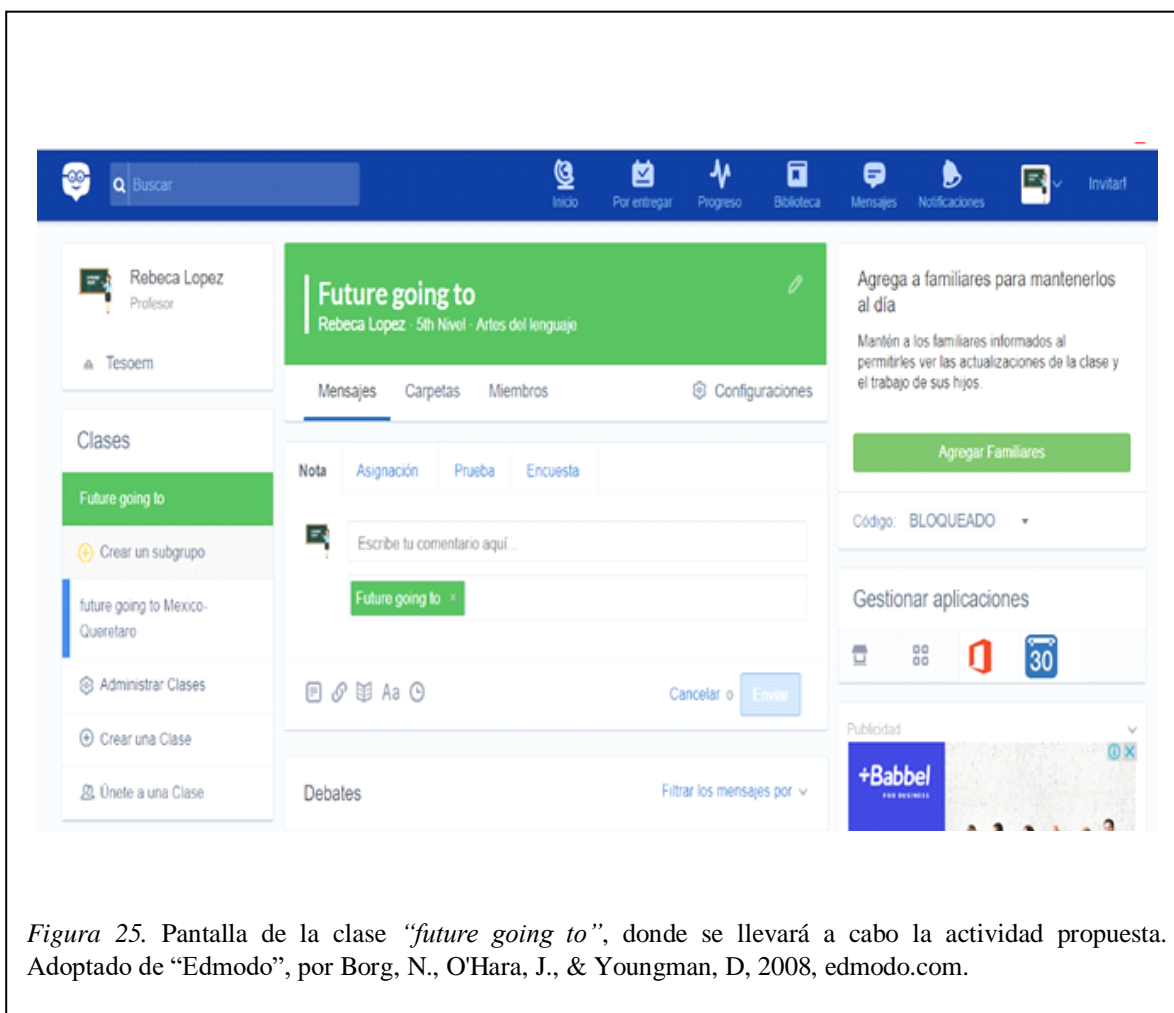 Buscar
Inicio
Por entregar
Progreso
Biblioteca
Mensajes
Notificaciones
Invitar!
Rebeca Lopez
Profesor
Tesoem
Clases
Future going to
Crear un subgrupo
future going to Mexico-
Queretaro
Administrar Clases
Crear una Clase
Únete a una Clase
Future going to
Rebeca Lopez · 5th Nivel · Artes del lenguaje
Mensajes Carpetas Miembros Configuraciones
Nota Asignación Prueba Encuesta
Escribe tu comentario aquí...
Future going to ×
Aa
Cancelar o Enviar
Debates
Filtrar los mensajes por
Agrega a familiares para mantenerlos
al día
Mantén a los familiares informados al
permitirles ver las actualizaciones de la clase y
el trabajo de sus hijos.
Agregar Familiares
Código: BLOQUEADO
Gestionar aplicaciones
30
Publicidad
+Babbel
FOR BUSINESS
Figura 25. Pantalla de la clase “future going to”, donde se llevará a cabo la actividad propuesta.
Adoptado de “Edmodo”, por Borg, N., O'Hara, J., & Youngman, D, 2008, edmodo.com.